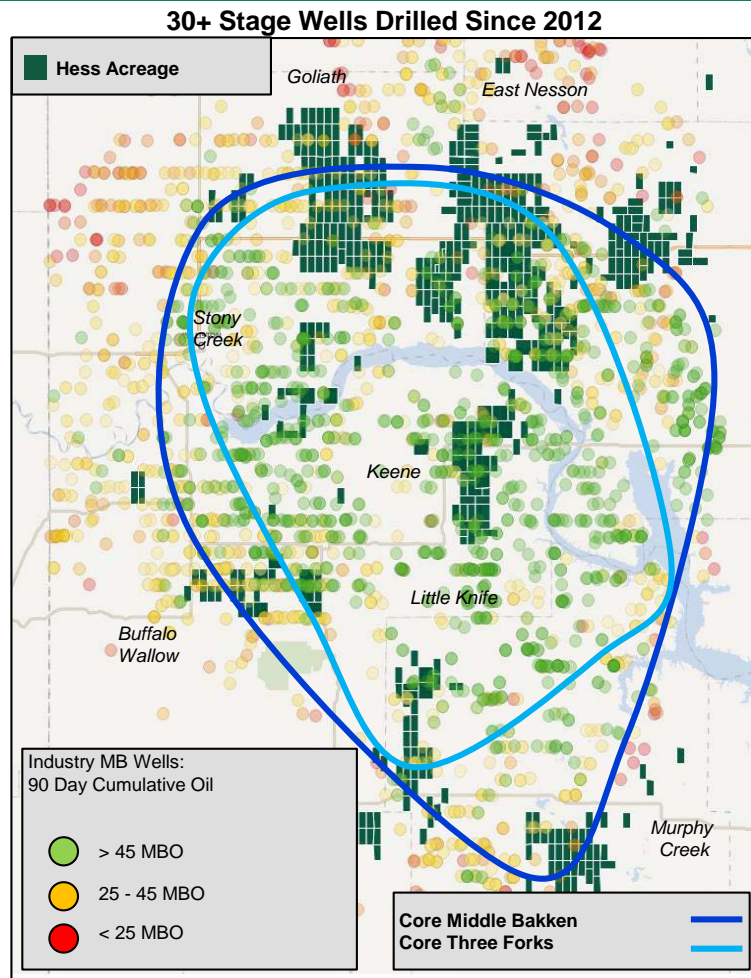 30+ Stage Wells Drilled Since 2012
Hess Acreage
Goliath
East Nesson
Stony
Creek
Keene
Little Knife
Buffalo
Wallow
Industry MB Wells:
90 Day Cumulative Oil
> 45 MBO
25 - 45 MBO
< 25 MBO
Murphy
Creek
Core Middle Bakken
Core Three Forks